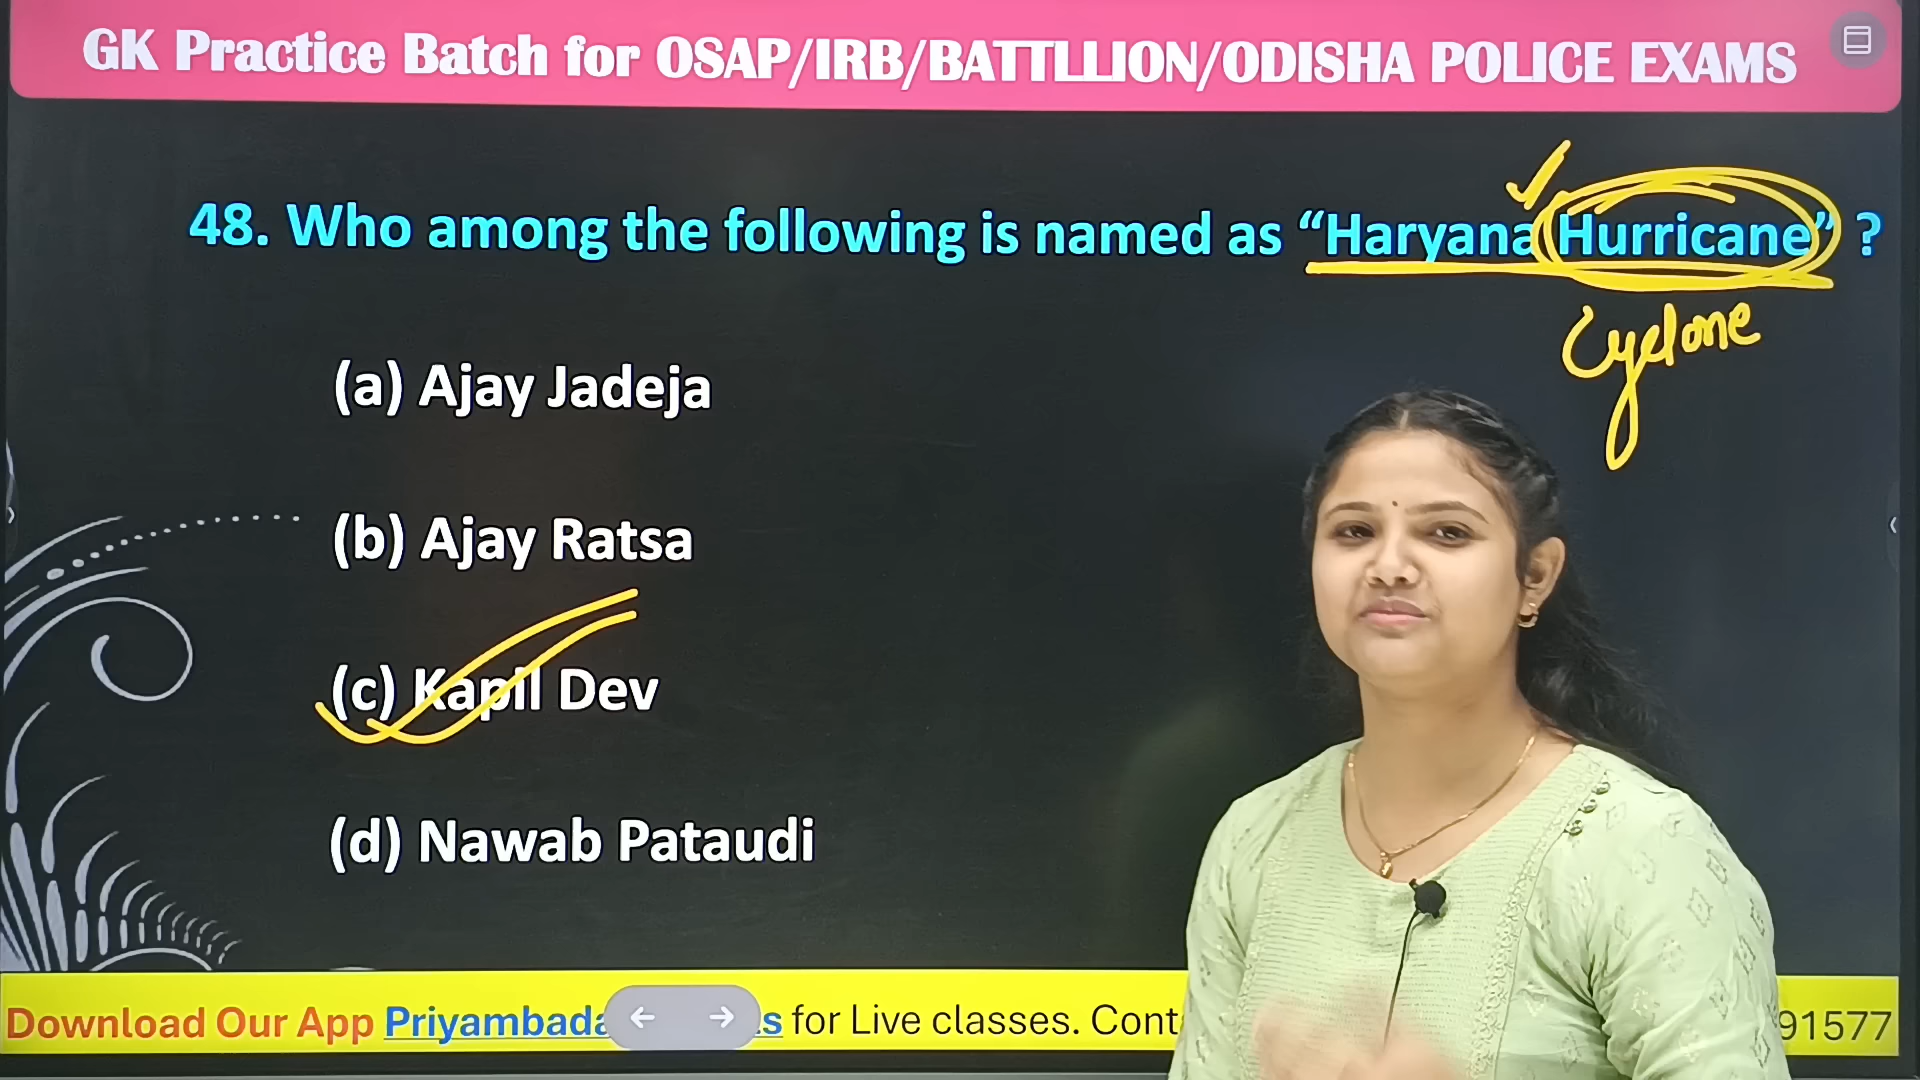 GK Practice Batch for OSAP/IRB/BATTLLION/ODISHA POLICE EXAMS
48. Who among the following is named as “Haryana Hurricane” ?
Cyclone
(a) Ajay Jadeja
(b) Ajay Ratsa
(c) Kapil Dev
(d) Nawab Pataudi
Download Our App Priyambada for Live classes. 91577